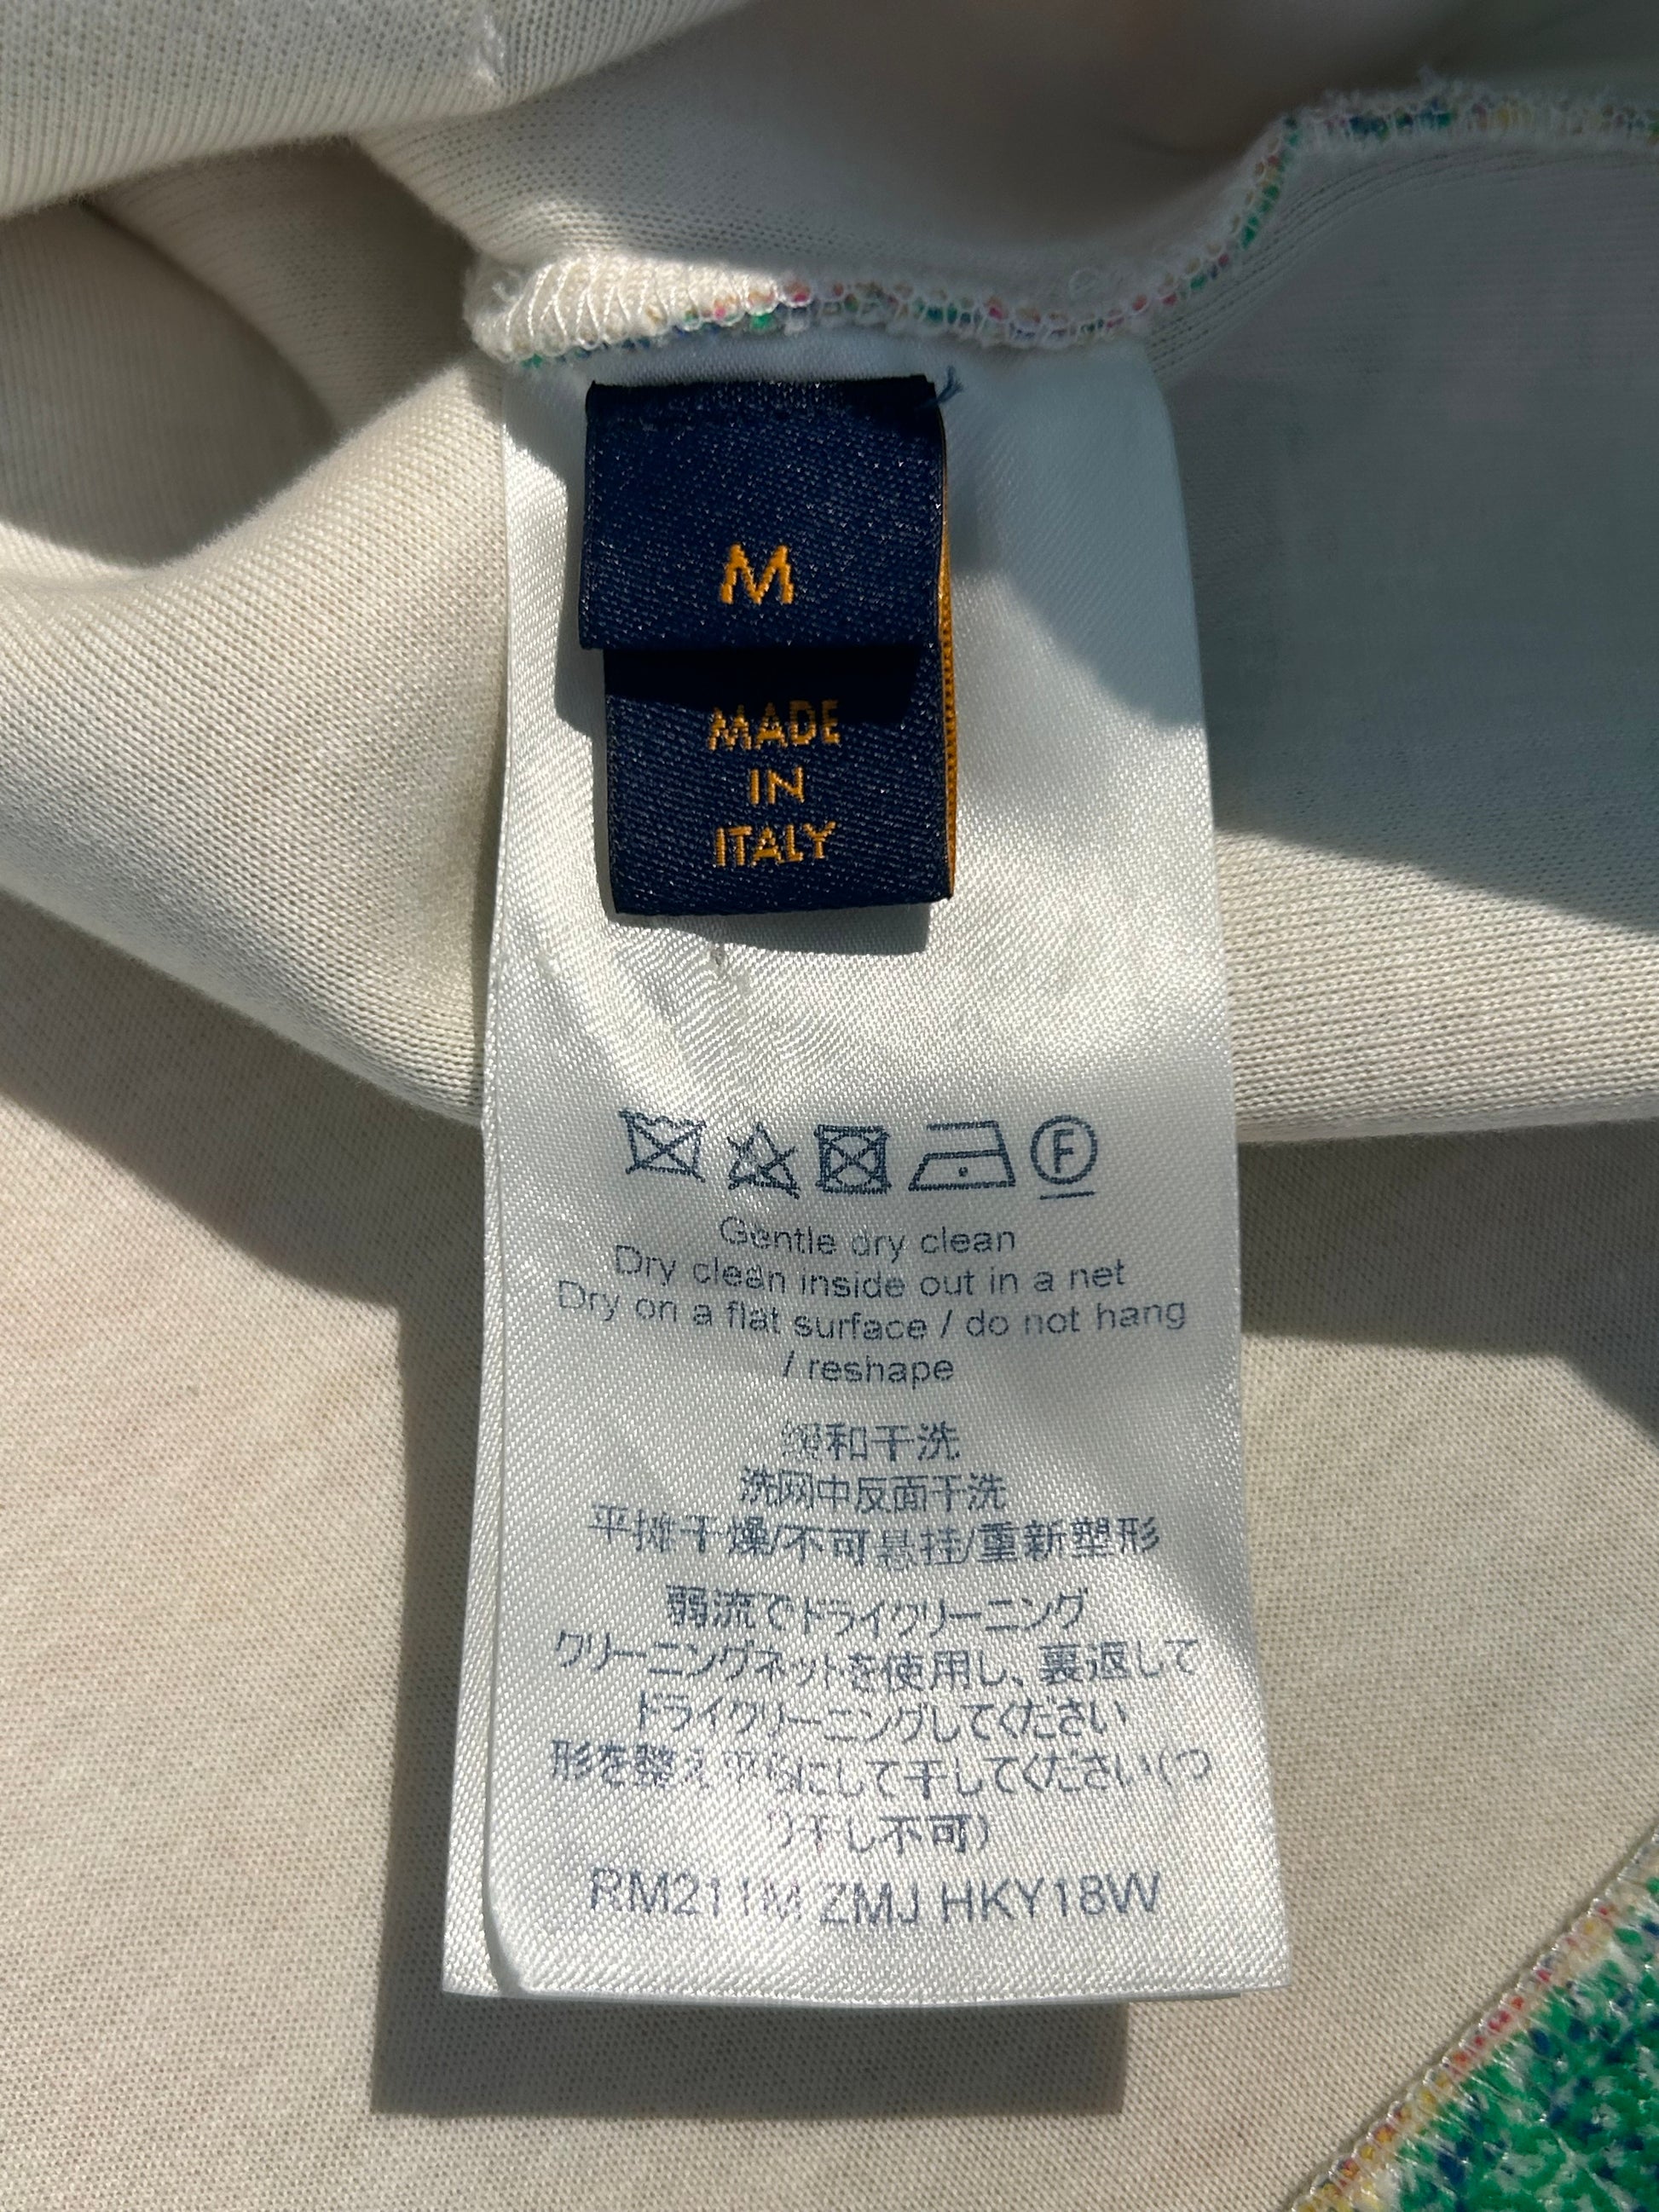 M
MADE
IN
ITALY
F
Gentle dry clean
Dry clean inside out in a net
Dry on a flat surface / do not hang
/ reshape
缓和干洗
洗网中反面干洗
平摊干燥/不可悬挂/重新塑形
弱流でドライクリーニング
クリーニングネットを使用し、裏返して
ドライクリーニングしてください
形を整え平らにして干してください(つ
り干し不可)
RM211M ZMJ HKY18W